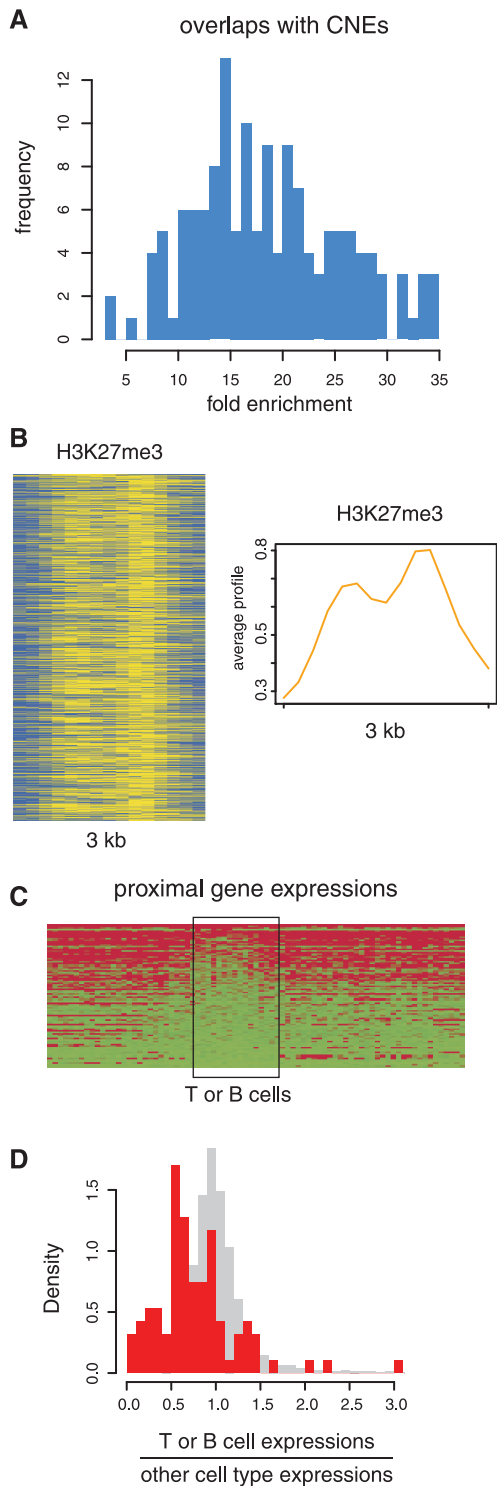 A
overlaps with CNEs
frequency
0 2 4 6 8 10 12
5 10 15 20 25 30 35
fold enrichment
B
H3K27me3
3 kb
H3K27me3
average profile
0.3 0.5 0.8
3 kb
C
proximal gene expressions
T or B cells
D
Density
0.0 0.5 1.0 1.5
0.0 0.5 1.0 1.5 2.0 2.5 3.0
T or B cell expressions
other cell type expressions